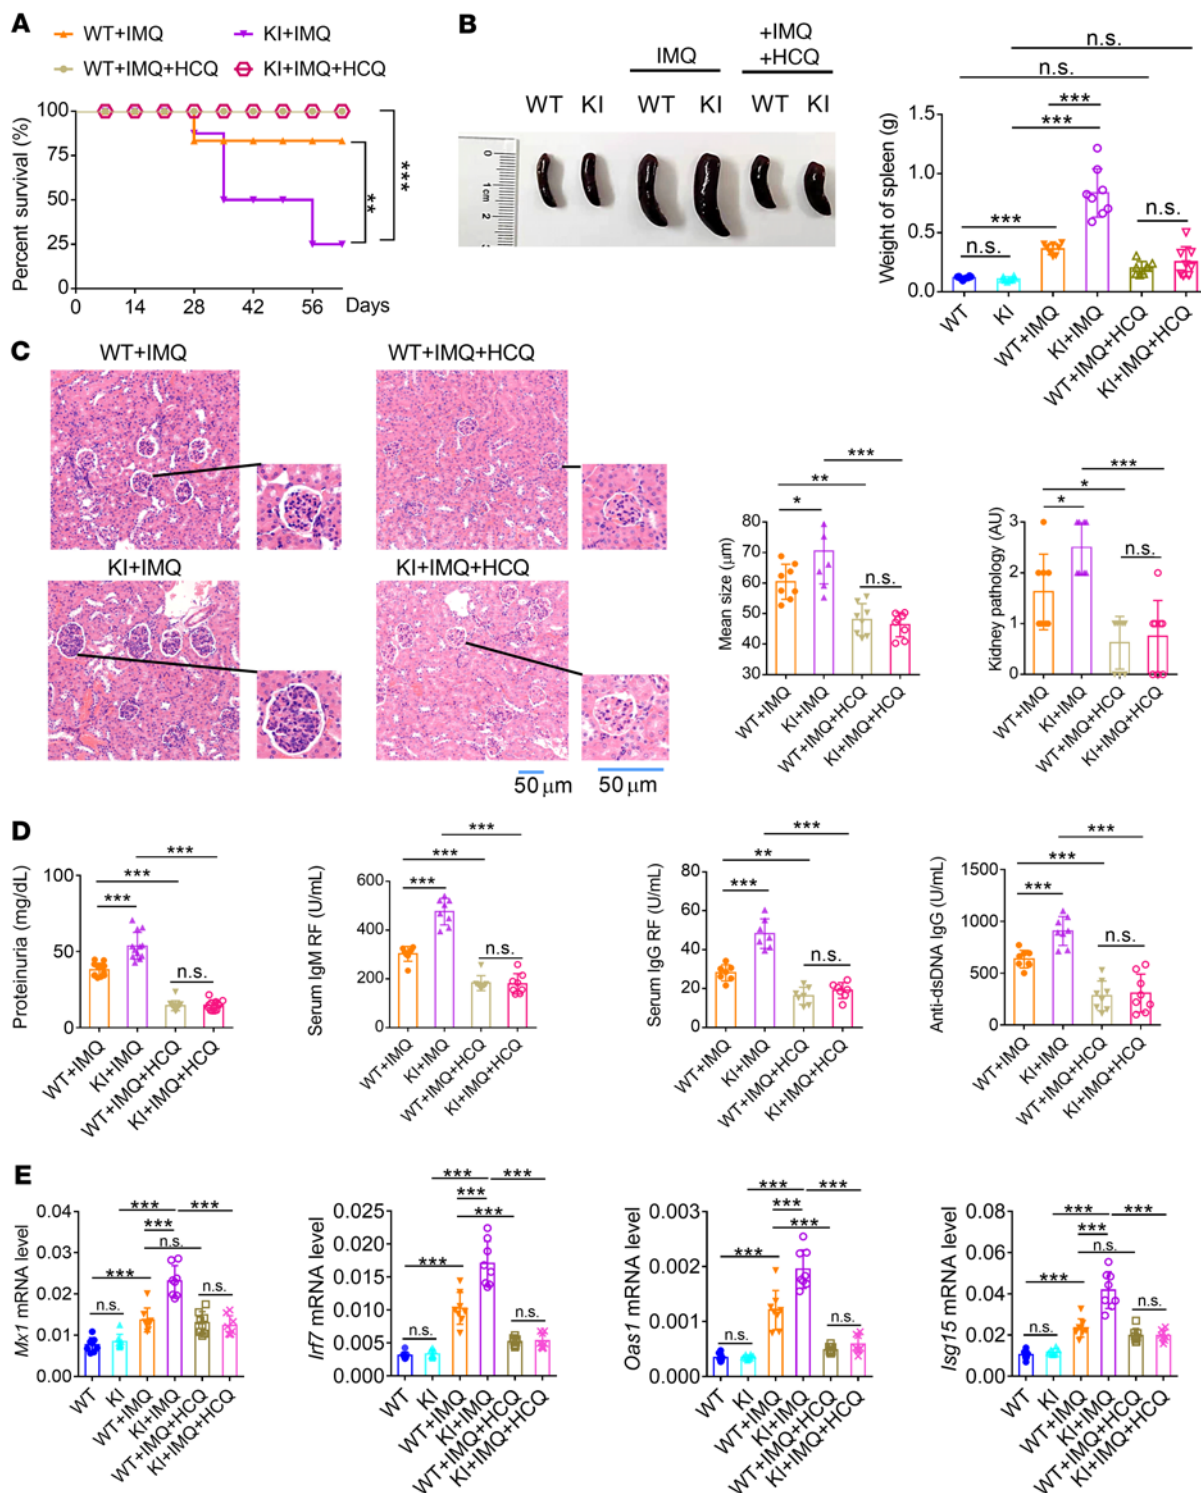 A
WT+IMQ
KI+IMQ
WT+IMQ+HCQ
KI+IMQ+HCQ
Percent survival (%)
100
75
50
25
0
0
14
28
42
56
Days
**
***
B
IMQ
+IMQ
+HCQ
WT
KI
WT
KI
WT
KI
0
1cm
2
Weight of spleen (g)
1.5
1.0
0.5
0.0
n.s.
n.s.
***
***
***
n.s.
n.s.
WT
KI
WT+IMQ
KI+IMQ
WT+IMQ+HCQ
KI+IMQ+HCQ
C
WT+IMQ
WT+IMQ+HCQ
KI+IMQ
KI+IMQ+HCQ
50 μm
50 μm
Mean size (μm)
80
70
60
50
40
30
***
**
*
n.s.
WT+IMQ
KI+IMQ
WT+IMQ+HCQ
KI+IMQ+HCQ
Kidney pathology (AU)
3
2
1
0
***
*
*
n.s.
WT+IMQ
KI+IMQ
WT+IMQ+HCQ
KI+IMQ+HCQ
D
Proteinuria (mg/dL)
100
50
0
***
***
***
n.s.
WT+IMQ
KI+IMQ
WT+IMQ+HCQ
KI+IMQ+HCQ
Serum IgM RF (U/mL)
600
400
200
0
***
***
***
n.s.
WT+IMQ
KI+IMQ
WT+IMQ+HCQ
KI+IMQ+HCQ
Serum IgG RF (U/mL)
80
60
40
20
0
***
**
***
n.s.
WT+IMQ
KI+IMQ
WT+IMQ+HCQ
KI+IMQ+HCQ
Anti-dsDNA IgG (U/mL)
1500
1000
500
0
***
***
***
n.s.
WT+IMQ
KI+IMQ
WT+IMQ+HCQ
KI+IMQ+HCQ
E
Mx1 mRNA level
0.04
0.03
0.02
0.01
0.00
***
***
***
n.s.
***
n.s.
n.s.
WT
KI
WT+IMQ
KI+IMQ
WT+IMQ+HCQ
KI+IMQ+HCQ
Irf7 mRNA level
0.025
0.020
0.015
0.010
0.005
0.000
***
***
***
***
***
n.s.
n.s.
WT
KI
WT+IMQ
KI+IMQ
WT+IMQ+HCQ
KI+IMQ+HCQ
Oas1 mRNA level
0.003
0.002
0.001
0.000
***
***
***
***
***
n.s.
n.s.
WT
KI
WT+IMQ
KI+IMQ
WT+IMQ+HCQ
KI+IMQ+HCQ
Isg15 mRNA level
0.08
0.06
0.04
0.02
0.00
***
***
***
n.s.
***
n.s.
n.s.
WT
KI
WT+IMQ
KI+IMQ
WT+IMQ+HCQ
KI+IMQ+HCQ